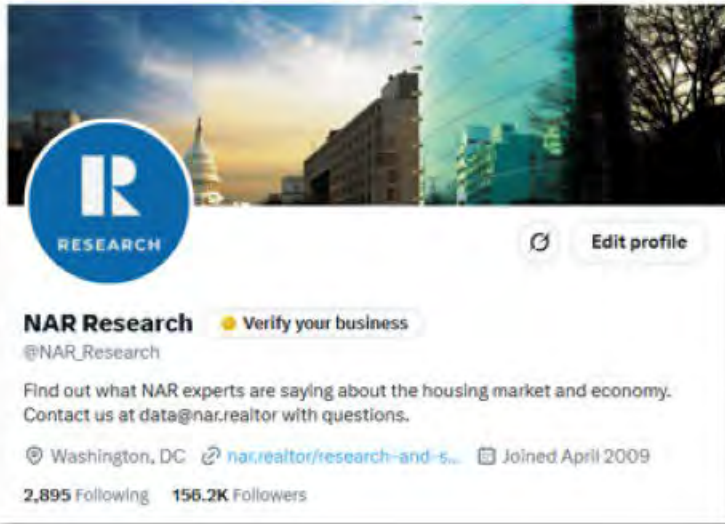 R
RESEARCH
Edit profile
NAR Research Verify your business
@NAR_Research
Find out what NAR experts are saying about the housing market and economy.
Contact us at data@nar.realtor with questions.
Washington, DC nar.realtor/research-and-s... Joined April 2009
2,895 Following 156.2K Followers